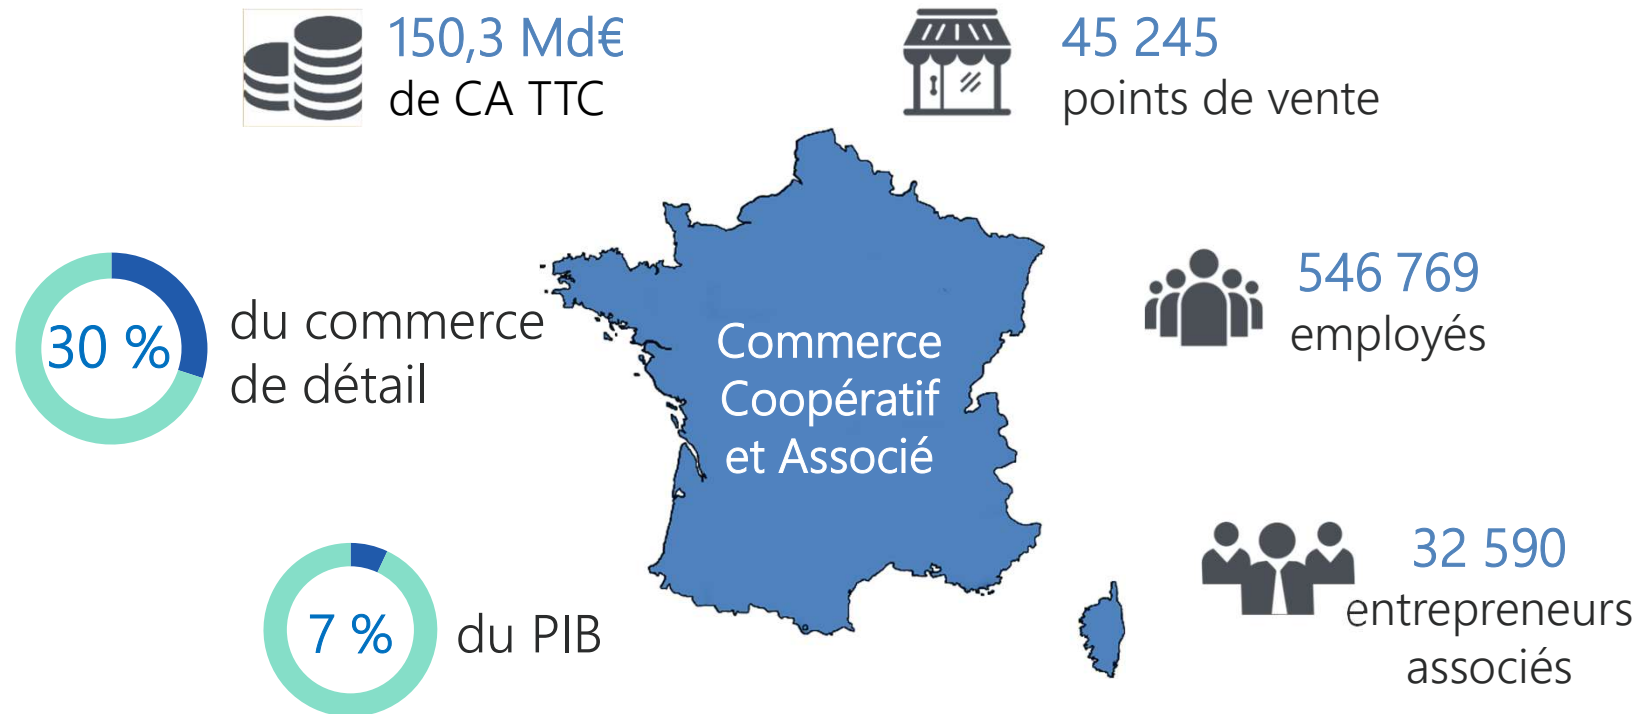 150,3 Md€
de CA TTC
45 245
points de vente
30 %
du commerce
de détail
Commerce
Coopératif
et Associé
546 769
employés
7 %
du PIB
32 590
entrepreneurs
associés